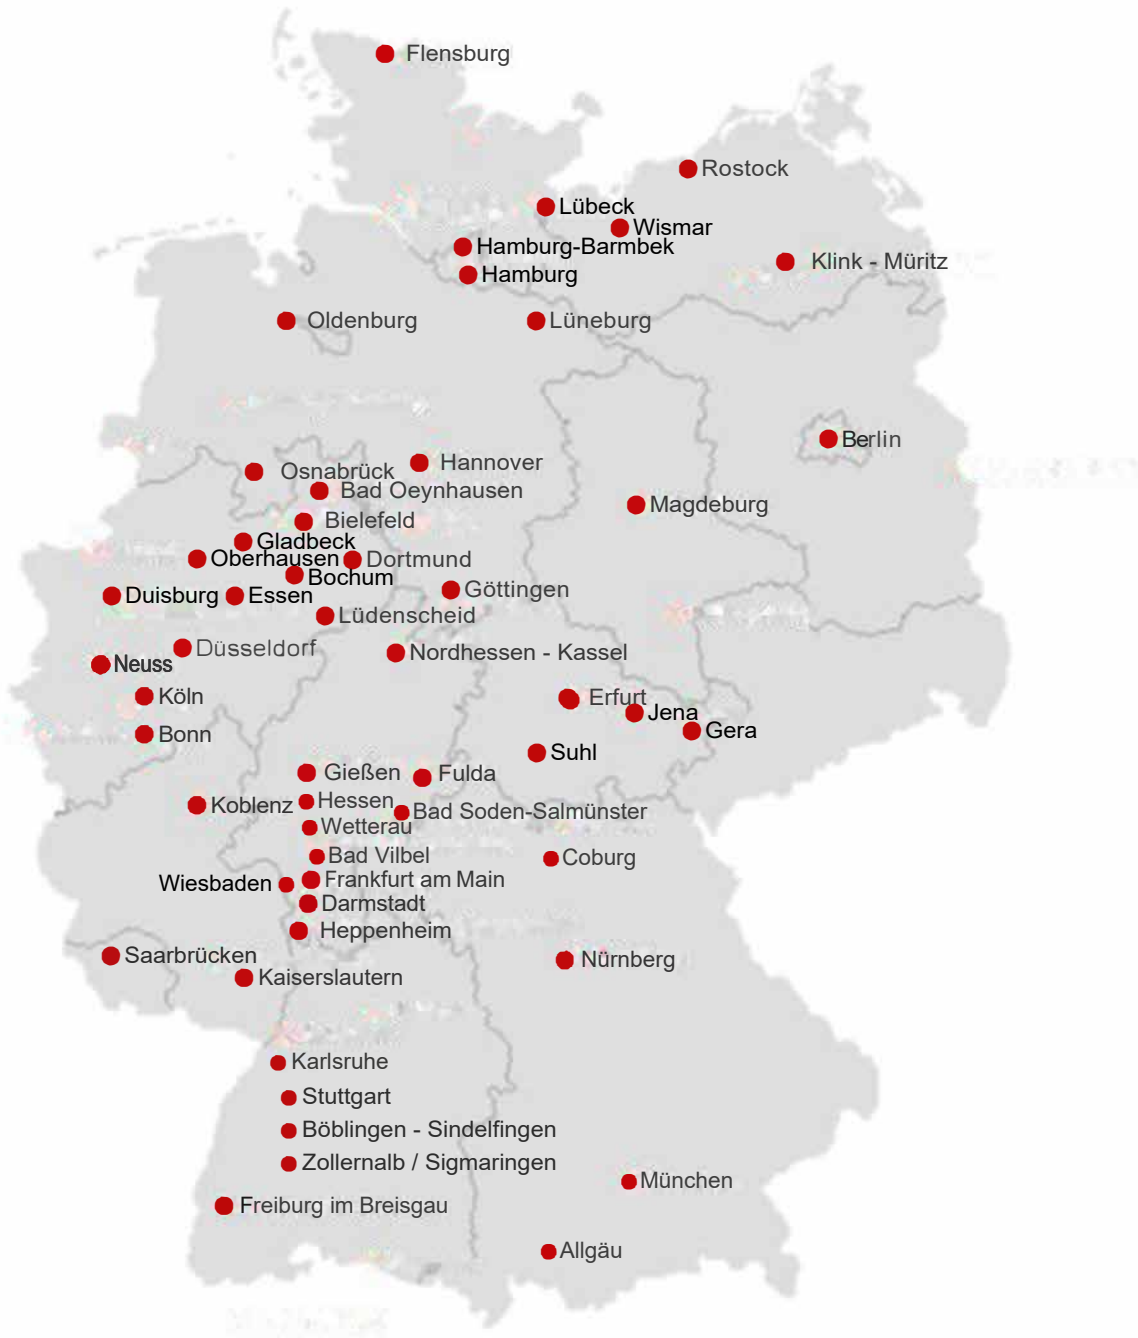 Flensburg
Rostock
Lübeck
Wismar
Hamburg-Barmbek
Klink - Müritz
Hamburg
Oldenburg
Lüneburg
Berlin
Hannover
Osnabrück
Bad Oeynhausen
Magdeburg
Bielefeld
Gladbeck
Oberhausen
Dortmund
Bochum
Göttingen
Duisburg
Essen
Lüdenscheid
Düsseldorf
Nordhessen - Kassel
Neuss
Köln
Erfurt
Jena
Gera
Bonn
Suhl
Gießen
Fulda
Hessen
Koblenz
Bad Soden-Salmünster
Wetterau
Bad Vilbel
Coburg
Frankfurt am Main
Wiesbaden
Darmstadt
Heppenheim
Saarbrücken
Nürnberg
Kaiserslautern
Karlsruhe
Stuttgart
Böblingen - Sindelfingen
Zollernalb / Sigmaringen
München
Freiburg im Breisgau
Allgäu